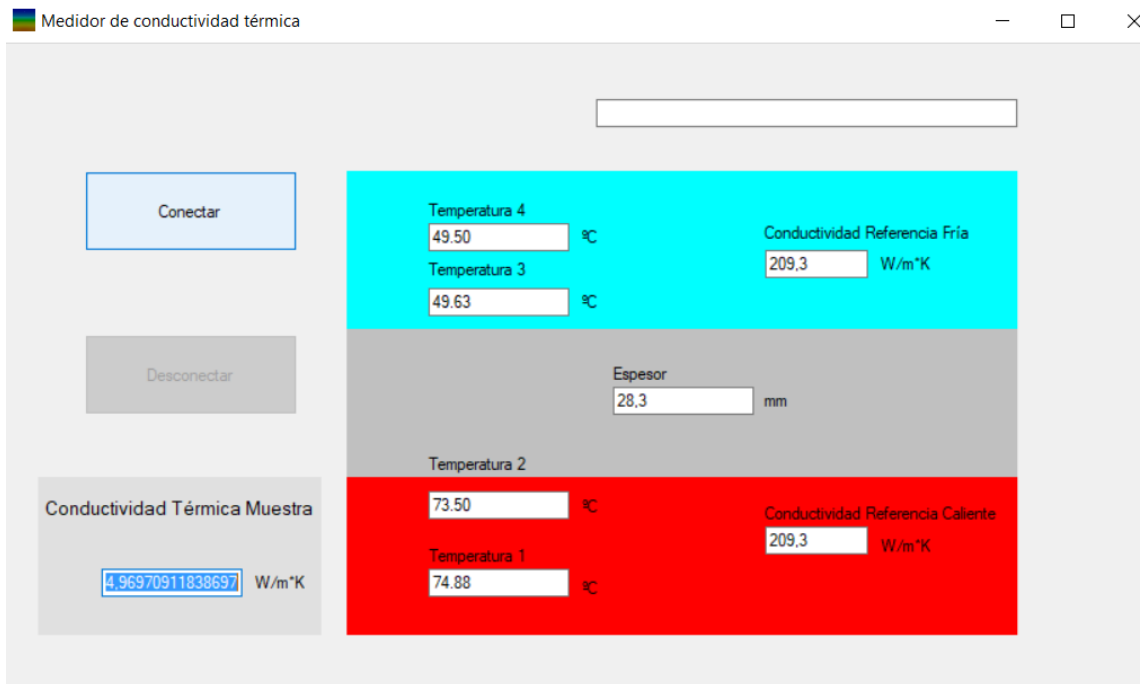 Medidor de conductividad térmica
Conectar
Temperatura 4
49.50 ºC
Conductividad Referencia Fría
209,3 W/m*K
Temperatura 3
49.63 ºC
Desconectar
Espesor
28,3 mm
Temperatura 2
73.50 ºC
Conductividad Referencia Caliente
209,3 W/m*K
Temperatura 1
74.88 ºC
Conductividad Térmica Muestra
4,96970911838697 W/m*K